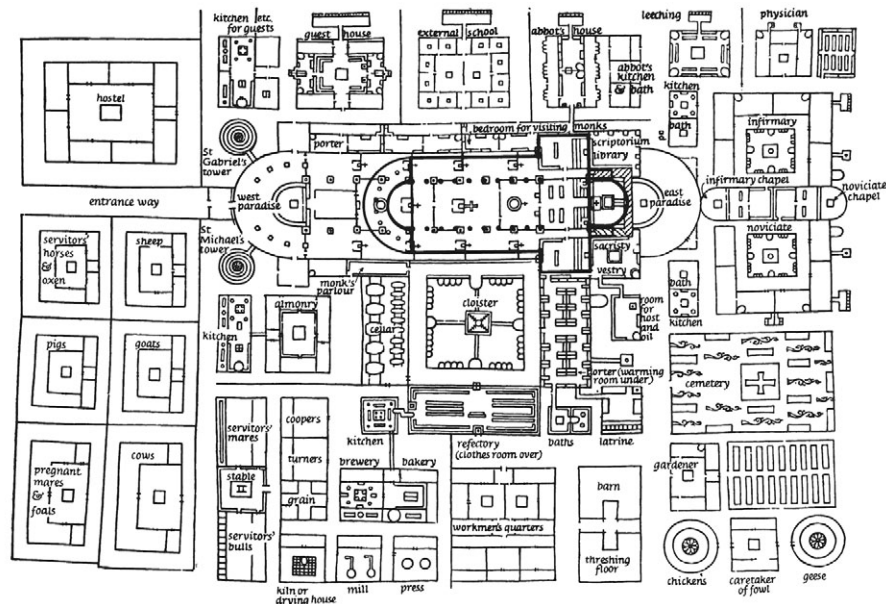 kitchen etc.
for guests
guest house
external school
abbot's house
leeching
physician
abbot's
kitchen
& bath
kitchen
bath
hostel
St
Gabriel's
tower
porter
bedroom for visiting monks
scriptorium
library
infirmary
entrance way
west
paradise
east
paradise
infirmary chapel
noviciate
chapel
St
Michael's
tower
sacristy
vestry
noviciate
servitors'
horses
&
oxen
sheep
monk's
parlour
cloister
bath
kitchen
kitchen
almonry
cellar
room
for
host
and
oil
pigs
goats
dorter (warming
room under)
cemetery
kitchen
refectory
(clothes room over)
baths
latrine
servitors'
mares
coopers
turners
brewery
bakery
gardener
pregnant
mares
&
foals
cows
stable
grain
barn
servitors'
bulls
workmen's quarters
threshing
floor
kiln or
drying house
mill
press
chickens
caretaker
of fowl
geese